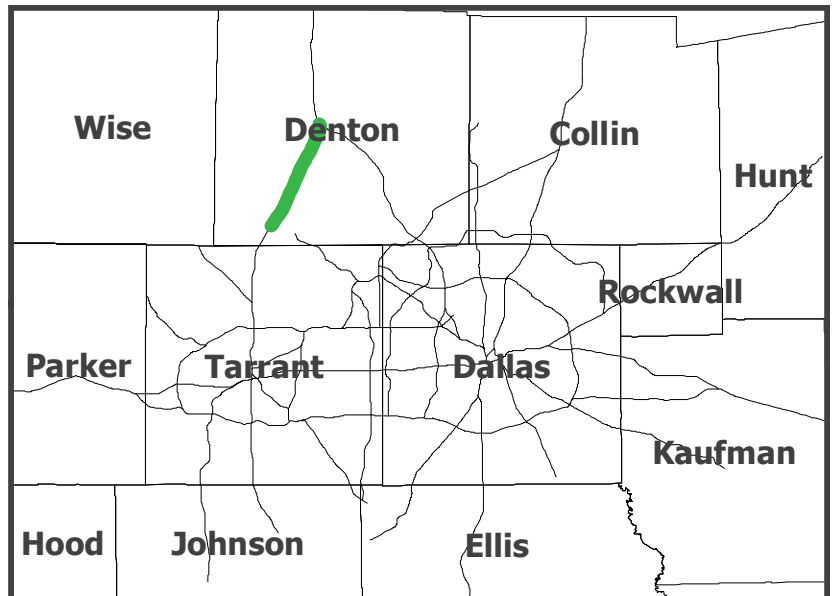 Wise
Denton
Collin
Hunt
Rockwall
Parker
Tarrant
Dallas
Kaufman
Hood
Johnson
Ellis